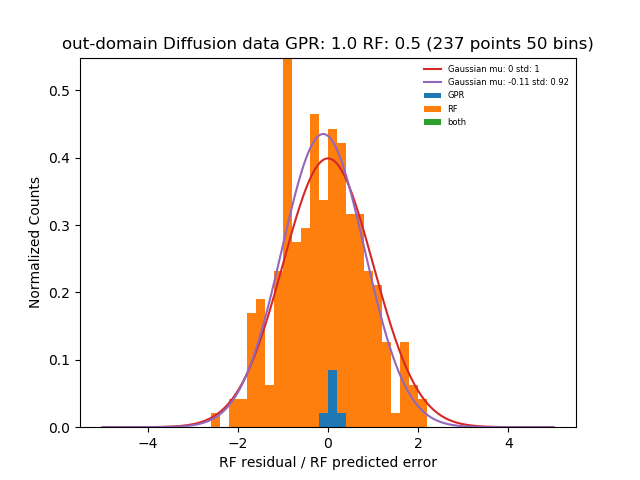 out-domain Diffusion data GPR: 1.0 RF: 0.5 (237 points 50 bins)
Gaussian mu: 0 std: 1
Gaussian mu: -0.11 std: 0.92
GPR
RF
both
Normalized Counts
0.5
0.4
0.3
0.2
0.1
0.0
−4 −2 0 2 4
RF residual / RF predicted error